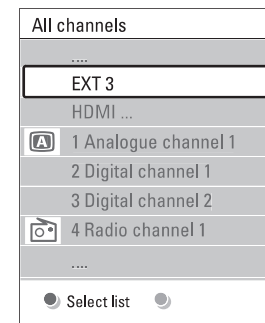 All channels
....
EXT 3
HDMI ...
A 1 Analogue channel 1
2 Digital channel 1
3 Digital channel 2
4 Radio channel 1
....
Select list